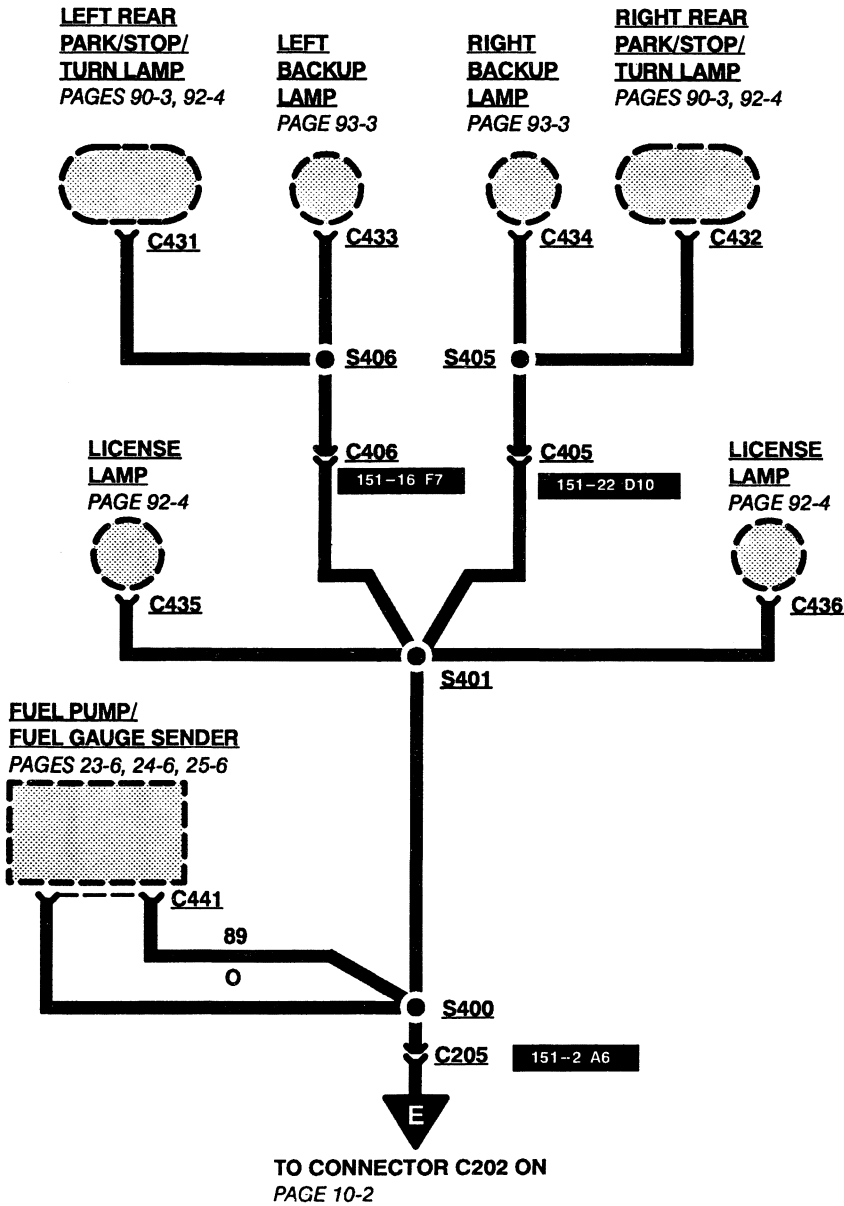 LEFT REAR
PARK/STOP/
TURN LAMP
PAGES 90-3, 92-4
LEFT
BACKUP
LAMP
PAGE 93-3
RIGHT
BACKUP
LAMP
PAGE 93-3
RIGHT REAR
PARK/STOP/
TURN LAMP
PAGES 90-3, 92-4
C431
C433
C434
C432
S406
S405
C406
151-16 F7
C405
151-22 D10
LICENSE
LAMP
PAGE 92-4
LICENSE
LAMP
PAGE 92-4
C435
C436
S401
FUEL PUMP/
FUEL GAUGE SENDER
PAGES 23-6, 24-6, 25-6
C441
89
O
S400
C205
151-2 A6
E
TO CONNECTOR C202 ON
PAGE 10-2